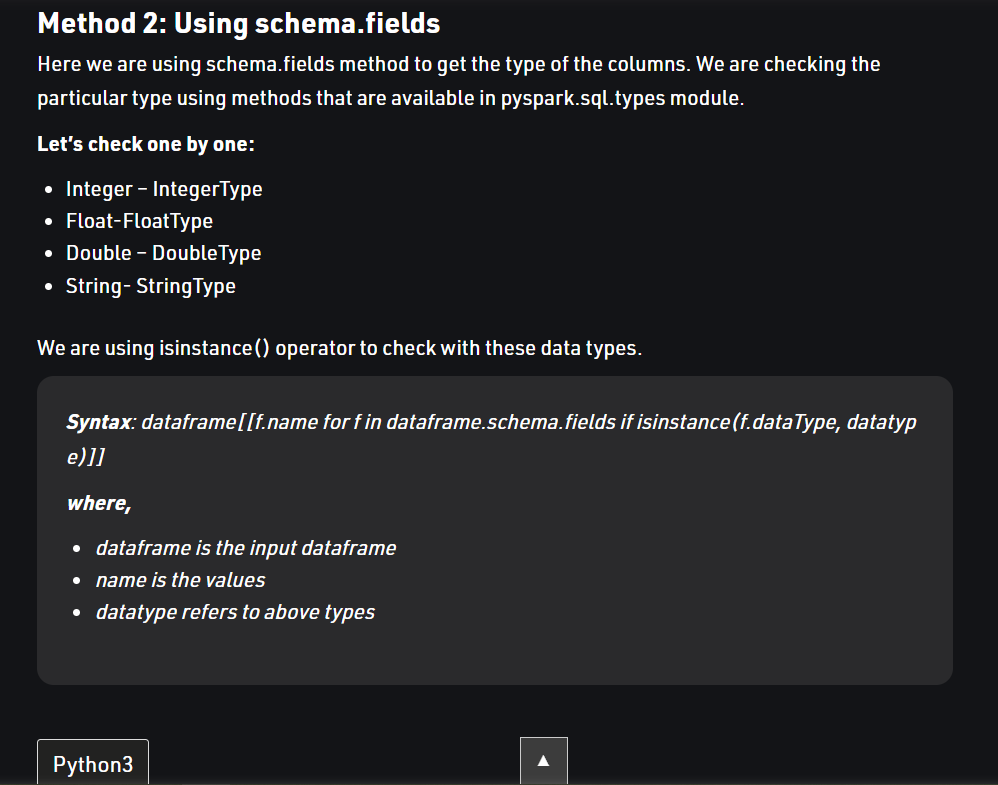 Method 2: Using schema.fields
Here we are using schema.fields method to get the type of the columns. We are checking the
particular type using methods that are available in pyspark.sql.types module.
Let’s check one by one:
• Integer – IntegerType
• Float-FloatType
• Double – DoubleType
• String- StringType
We are using isinstance() operator to check with these data types.
Syntax: dataframe[[f.name for f in dataframe.schema.fields if isinstance(f.dataType, datatyp
e)]]
where,
• dataframe is the input dataframe
• name is the values
• datatype refers to above types
Python3
▲